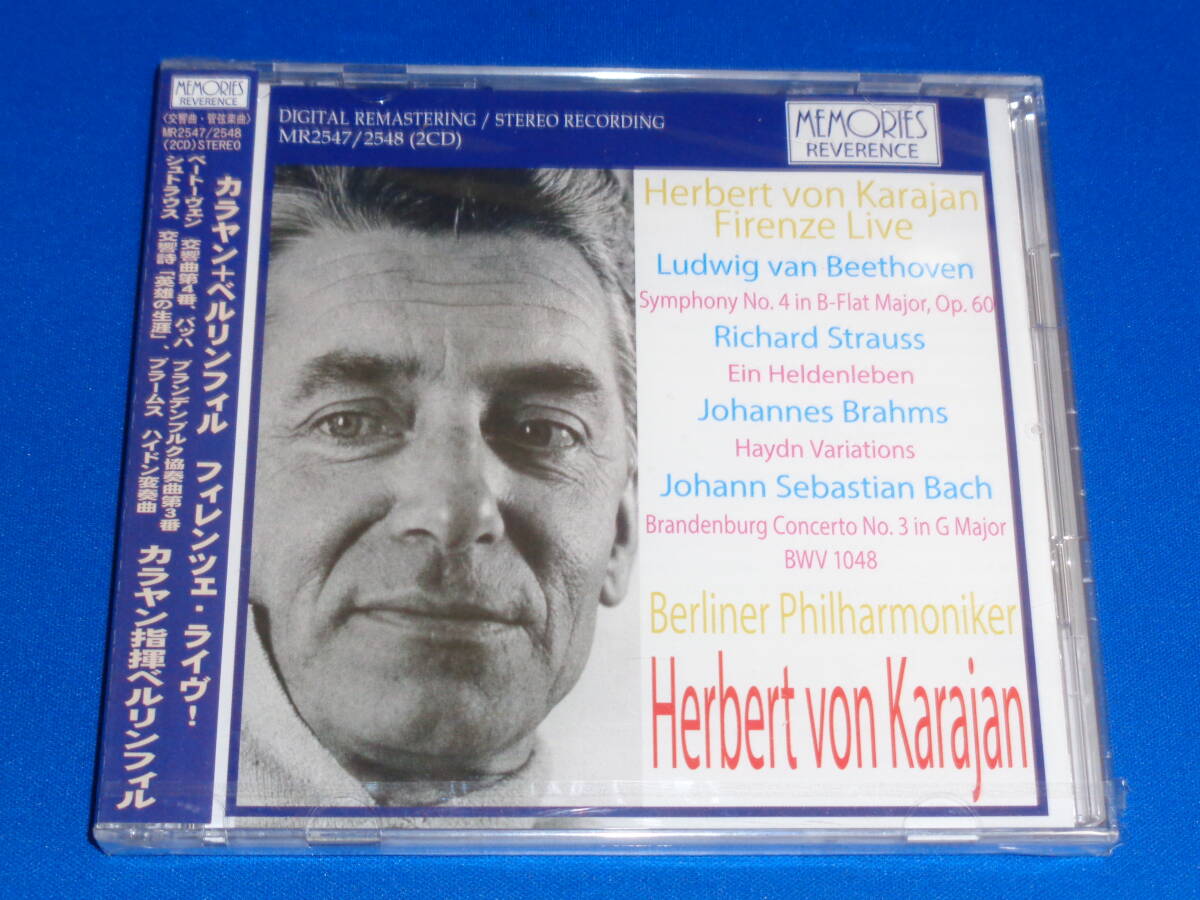 MEMORIES
REVERENCE
〈交響曲・管弦楽曲〉
MR2547/2548
(2CD)STEREO
カラヤン+ベルリンフィル フィレンツェ・ライヴ!
ベートーヴェン 交響曲第4番、バッハ ブランデンブルク協奏曲第3番
シュトラウス 交響詩「英雄の生涯」、ブラームス ハイドン変奏曲
カラヤン指揮ベルリンフィル
DIGITAL REMASTERING / STEREO RECORDING
MR2547/2548 (2CD)
MEMORIES
REVERENCE
Herbert von Karajan
Firenze Live
Ludwig van Beethoven
Symphony No. 4 in B-Flat Major, Op. 60
Richard Strauss
Ein Heldenleben
Johannes Brahms
Haydn Variations
Johann Sebastian Bach
Brandenburg Concerto No. 3 in G Major
BWV 1048
Berliner Philharmoniker
Herbert von Karajan